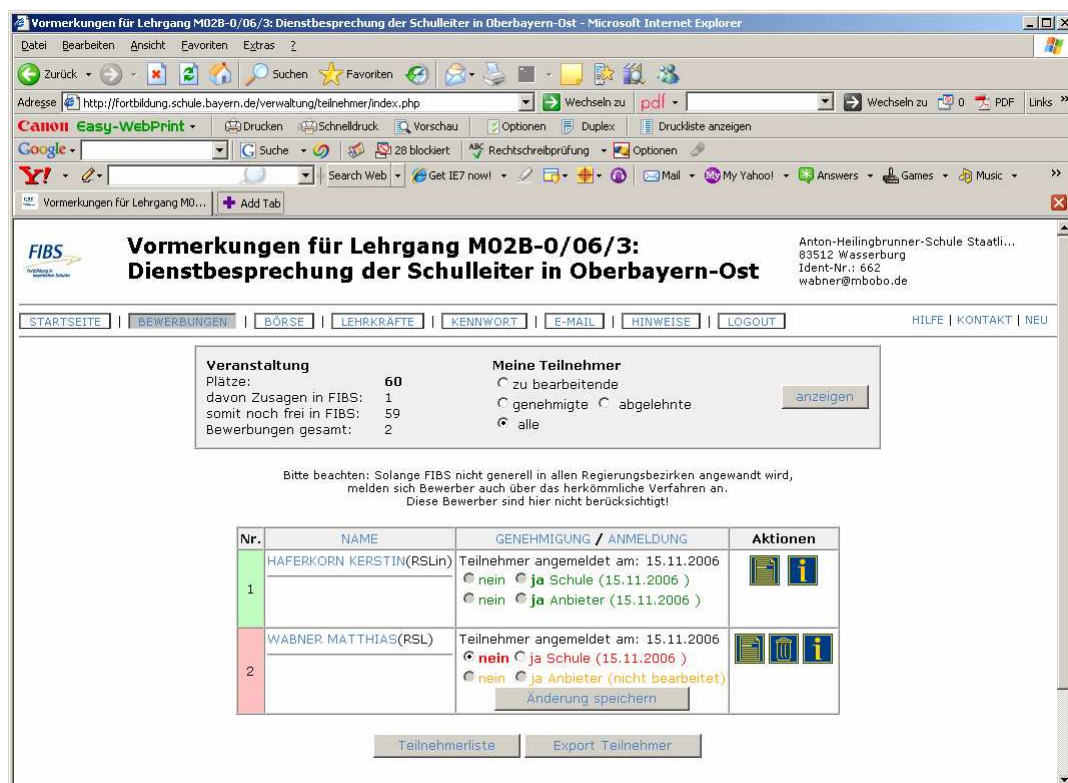 Vormerkungen für Lehrgang M02B-0/06/3: Dienstbesprechung der Schulleiter in Oberbayern-Ost - Microsoft Internet Explorer
Datei Bearbeiten Ansicht Favoriten Extras ?
Zurück Suchen Favoriten
Adresse http://fortbildung.schule.bayern.de/verwaltung/teilnehmer/index.php Wechseln zu pdf Wechseln zu 0 PDF Links »
Canon Easy-WebPrint Drucken Schnelldruck Vorschau Optionen Duplex Druckliste anzeigen
Google Suche 28 blockiert Rechtschreibprüfung Optionen
Y! Search Web Get IE7 now! Mail My Yahoo! Answers Games Music »
Vormerkungen für Lehrgang M0... Add Tab
FIBS
Vormerkungen für Lehrgang M02B-0/06/3:
Dienstbesprechung der Schulleiter in Oberbayern-Ost
Anton-Heilingbrunner-Schule Staatli...
83512 Wasserburg
Ident-Nr.: 662
wabner@mbobo.de
STARTSEITE | BEWERBUNGEN | BÖRSE | LEHRKRÄFTE | KENNWORT | E-MAIL | HINWEISE | LOGOUT HILFE | KONTAKT | NEU
Veranstaltung
Plätze: 60
davon Zusagen in FIBS: 1
somit noch frei in FIBS: 59
Bewerbungen gesamt: 2
Meine Teilnehmer
zu bearbeitende
genehmigte abgelehnte
alle
anzeigen
Bitte beachten: Solange FIBS nicht generell in allen Regierungsbezirken angewandt wird,
melden sich Bewerber auch über das herkömmliche Verfahren an.
Diese Bewerber sind hier nicht berücksichtigt!
Nr. NAME GENEHMIGUNG / ANMELDUNG Aktionen
1 HAFERKORN KERSTIN(RSLin) Teilnehmer angemeldet am: 15.11.2006
nein ja Schule (15.11.2006 )
nein ja Anbieter (15.11.2006 )
2 WABNER MATTHIAS(RSL) Teilnehmer angemeldet am: 15.11.2006
nein ja Schule (15.11.2006 )
nein ja Anbieter (nicht bearbeitet)
Änderung speichern
Teilnehmerliste Export Teilnehmer